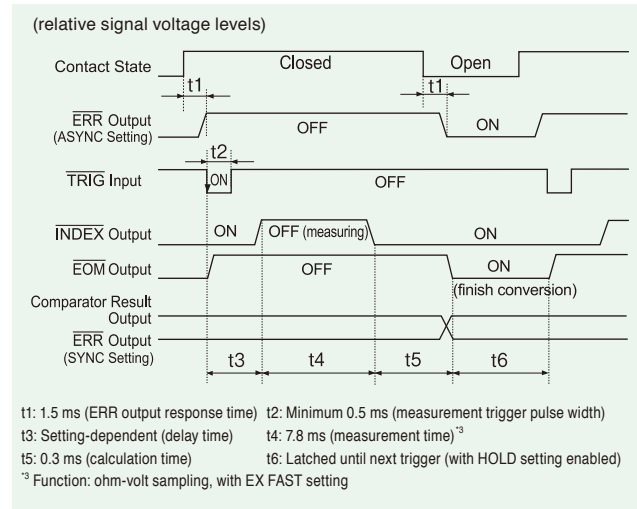 (relative signal voltage levels)
Contact State
Closed
Open
t1
t1
ERR Output
(ASYNC Setting)
OFF
ON
t2
TRIG Input
ON
OFF
INDEX Output
ON
OFF (measuring)
ON
EOM Output
OFF
ON
(finish conversion)
Comparator Result
Output
ERR Output
(SYNC Setting)
t3
t4
t5
t6
t1: 1.5 ms (ERR output response time) t2: Minimum 0.5 ms (measurement trigger pulse width)
t3: Setting-dependent (delay time) t4: 7.8 ms (measurement time)*3
t5: 0.3 ms (calculation time) t6: Latched until next trigger (with HOLD setting enabled)
*3 Function: ohm-volt sampling, with EX FAST setting